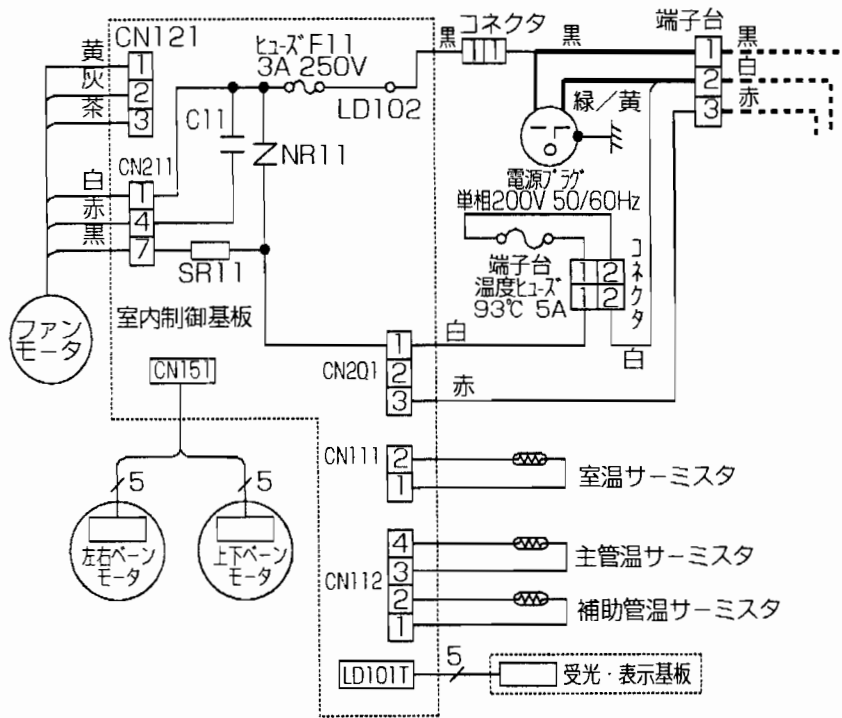 黄
灰
茶
CN121
1
2
3
ヒューズF11
3A 250V
LD102
C11
NR11
CN211
白
赤
黒
1
4
7
SR11
ファン
モータ
室内制御基板
黒
コネクタ
1 1
黒
端子台
1
2
3
黒
白
赤
緑/黄
電源プラグ
単相200V 50/60Hz
端子台
温度ヒューズ
93℃ 5A
1 2
1 2
コネクタ
白
白
赤
CN201
1
2
3
CN151
5
5
左右ベーン
モータ
上下ベーン
モータ
CN111
2
1
室温サーミスタ
CN112
4
3
2
1
主管温サーミスタ
補助管温サーミスタ
LD101T
5
受光・表示基板